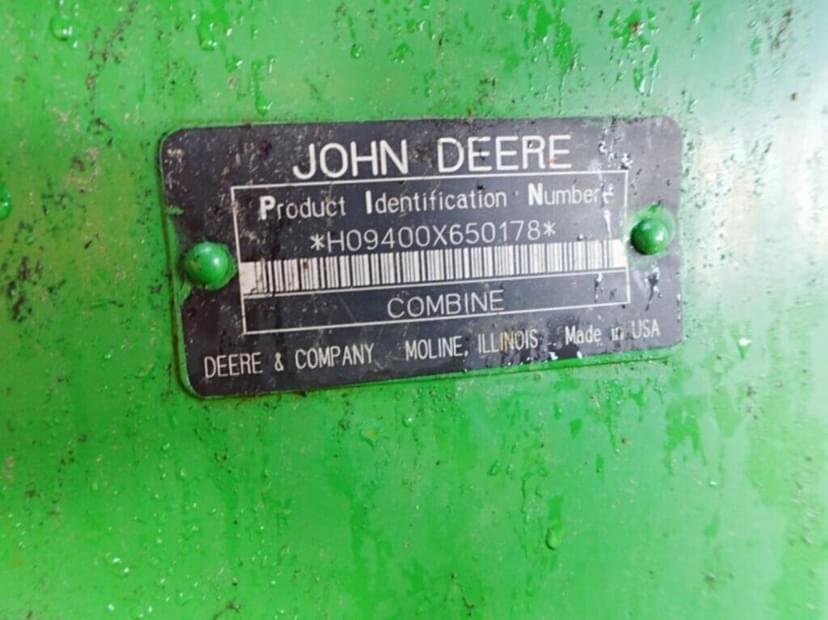 JOHN DEERE
Product Identification Number
*H09400X650178*
COMBINE
DEERE & COMPANY MOLINE, ILLINOIS Made in USA